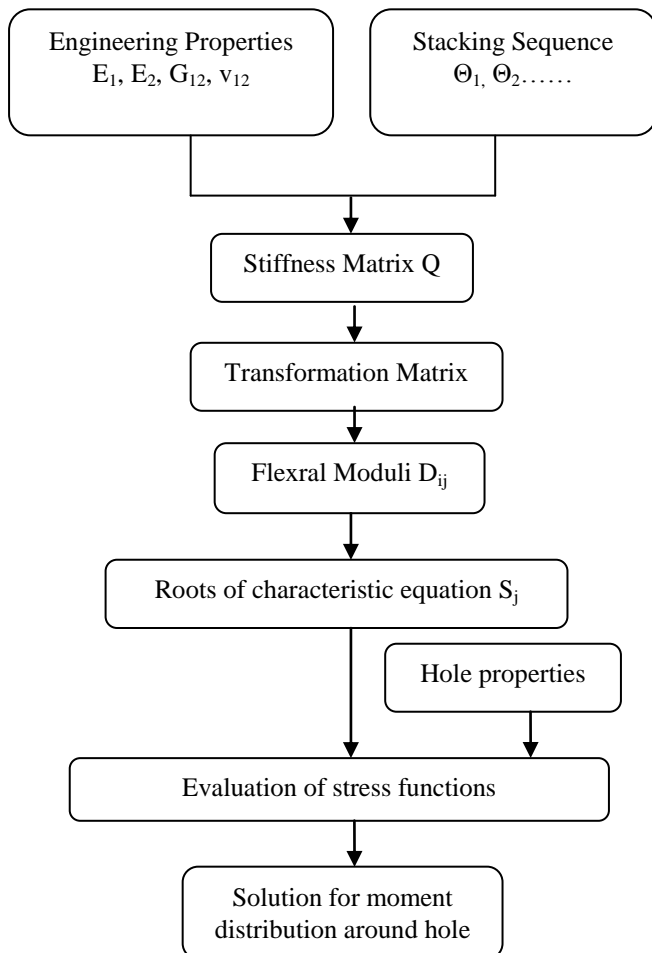 Engineering Properties
E₁, E₂, G₁₂, ν₁₂
Stacking Sequence
Θ₁, Θ₂……
Stiffness Matrix Q
Transformation Matrix
Flexral Moduli Dᵢⱼ
Roots of characteristic equation Sⱼ
Hole properties
Evaluation of stress functions
Solution for moment
distribution around hole